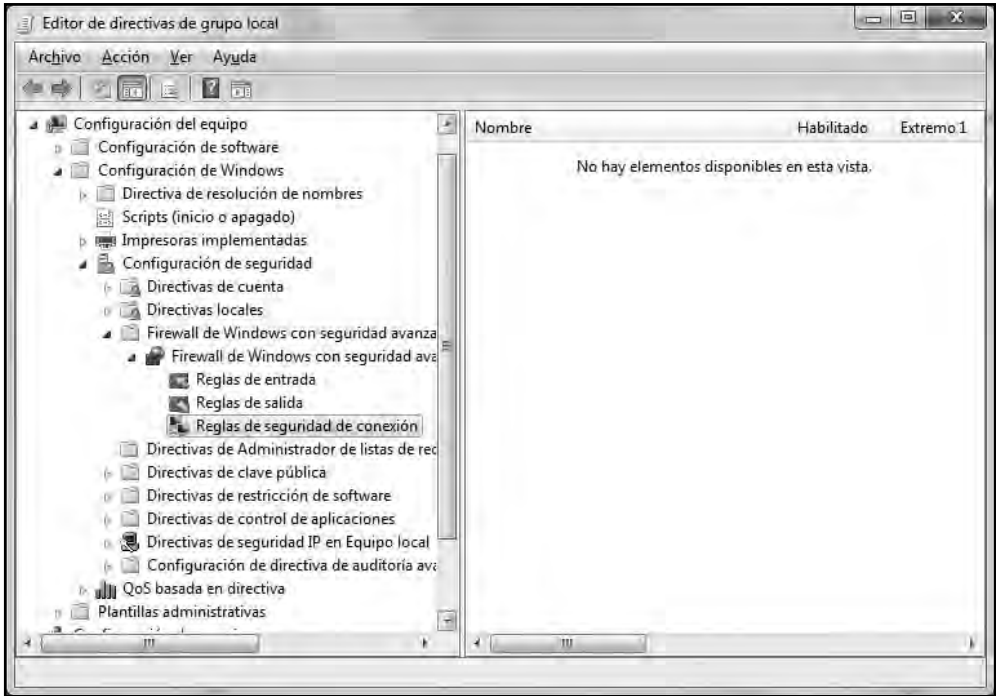 Editor de directivas de grupo local
Archivo Acción Ver Ayuda
Configuración del equipo
Configuración de software
Configuración de Windows
Directiva de resolución de nombres
Scripts (inicio o apagado)
Impresoras implementadas
Configuración de seguridad
Directivas de cuenta
Directivas locales
Firewall de Windows con seguridad avanza
Firewall de Windows con seguridad ava
Reglas de entrada
Reglas de salida
Reglas de seguridad de conexión
Directivas de Administrador de listas de rec
Directivas de clave pública
Directivas de restricción de software
Directivas de control de aplicaciones
Directivas de seguridad IP en Equipo local
Configuración de directiva de auditoría ava
QoS basada en directiva
Plantillas administrativas
Nombre Habilitado Extremo 1
No hay elementos disponibles en esta vista.